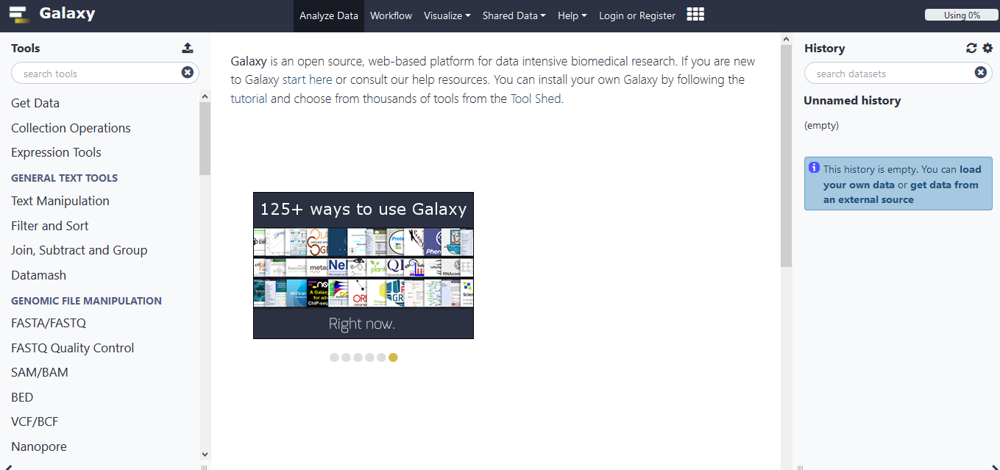 Galaxy
Analyze Data
Workflow
Visualize
Shared Data
Help
Login or Register
Using 0%
Tools
search tools
Get Data
Collection Operations
Expression Tools
GENERAL TEXT TOOLS
Text Manipulation
Filter and Sort
Join, Subtract and Group
Datamash
GENOMIC FILE MANIPULATION
FASTA/FASTQ
FASTQ Quality Control
SAM/BAM
BED
VCF/BCF
Nanopore
Galaxy is an open source, web-based platform for data intensive biomedical research. If you are new
to Galaxy start here or consult our help resources. You can install your own Galaxy by following the
tutorial and choose from thousands of tools from the Tool Shed.
125+ ways to use Galaxy
Right now.
History
search datasets
Unnamed history
(empty)
This history is empty. You can load
your own data or get data from
an external source